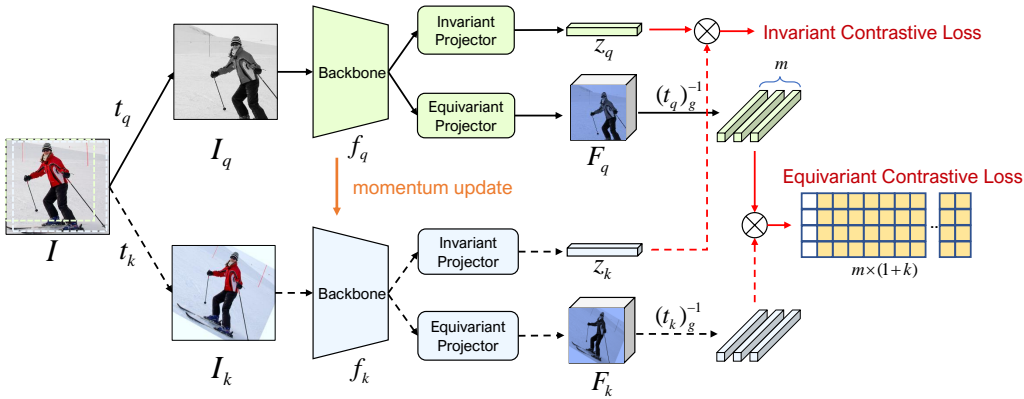 I
t_q
t_k
I_q
I_k
Backbone
f_q
momentum update
Backbone
f_k
Invariant
Projector
z_q
Invariant Contrastive Loss
Equivariant
Projector
F_q
(t_q)_g^{-1}
m
Equivariant Contrastive Loss
..
m×(1+k)
Invariant
Projector
z_k
Equivariant
Projector
F_k
(t_k)_g^{-1}